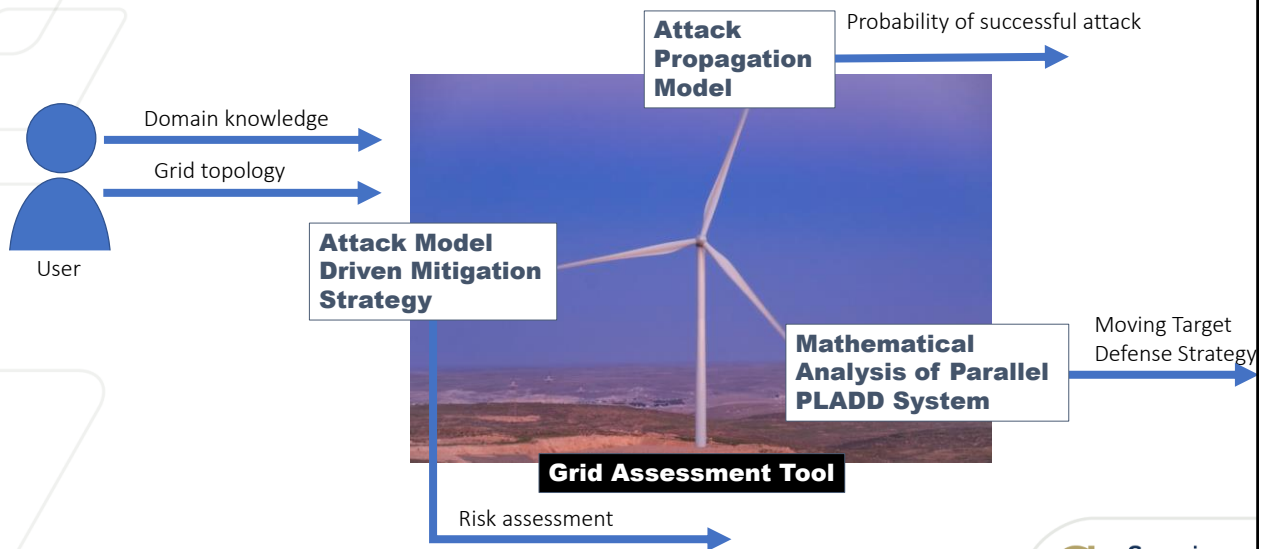 Attack
Propagation
Model
Probability of successful attack
Domain knowledge
Grid topology
User
Attack Model
Driven Mitigation
Strategy
Mathematical
Analysis of Parallel
PLADD System
Moving Target
Defense Strategy
Grid Assessment Tool
Risk assessment